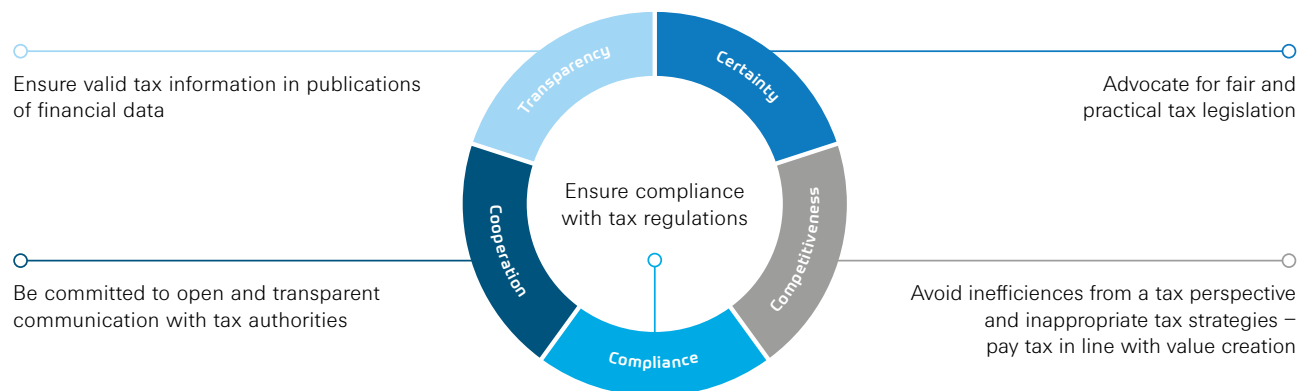 Transparency
Certainty
Ensure valid tax information in publications
of financial data
Advocate for fair and
practical tax legislation
Ensure compliance
with tax regulations
Cooperation
Competitiveness
Be committed to open and transparent
communication with tax authorities
Avoid inefficiences from a tax perspective
and inappropriate tax strategies –
pay tax in line with value creation
Compliance